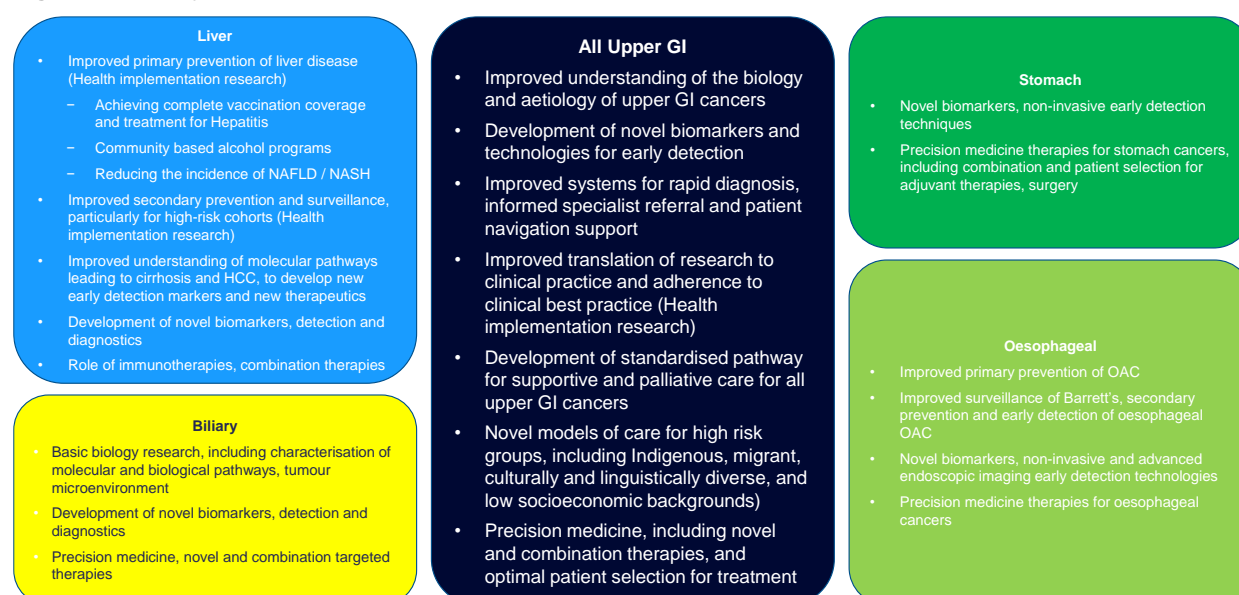 Liver
• Improved primary prevention of liver disease
(Health implementation research)
– Achieving complete vaccination coverage
and treatment for Hepatitis
– Community based alcohol programs
– Reducing the incidence of NAFLD / NASH
• Improved secondary prevention and surveillance,
particularly for high-risk cohorts (Health
implementation research)
• Improved understanding of molecular pathways
leading to cirrhosis and HCC, to develop new
early detection markers and new therapeutics
• Development of novel biomarkers, detection and
diagnostics
• Role of immunotherapies, combination therapies
Biliary
• Basic biology research, including characterisation of
molecular and biological pathways, tumour
microenvironment
• Development of novel biomarkers, detection and
diagnostics
• Precision medicine, novel and combination targeted
therapies
All Upper GI
• Improved understanding of the biology
and aetiology of upper GI cancers
• Development of novel biomarkers and
technologies for early detection
• Improved systems for rapid diagnosis,
informed specialist referral and patient
navigation support
• Improved translation of research to
clinical practice and adherence to
clinical best practice (Health
implementation research)
• Development of standardised pathway
for supportive and palliative care for all
upper GI cancers
• Novel models of care for high risk
groups, including Indigenous, migrant,
culturally and linguistically diverse, and
low socioeconomic backgrounds)
• Precision medicine, including novel
and combination therapies, and
optimal patient selection for treatment
Stomach
• Novel biomarkers, non-invasive early detection
techniques
• Precision medicine therapies for stomach cancers,
including combination and patient selection for
adjuvant therapies, surgery
Oesophageal
• Improved primary prevention of OAC
• Improved surveillance of Barrett's, secondary
prevention and early detection of oesophageal
OAC
• Novel biomarkers, non-invasive and advanced
endoscopic imaging early detection technologies
• Precision medicine therapies for oesophageal
cancers